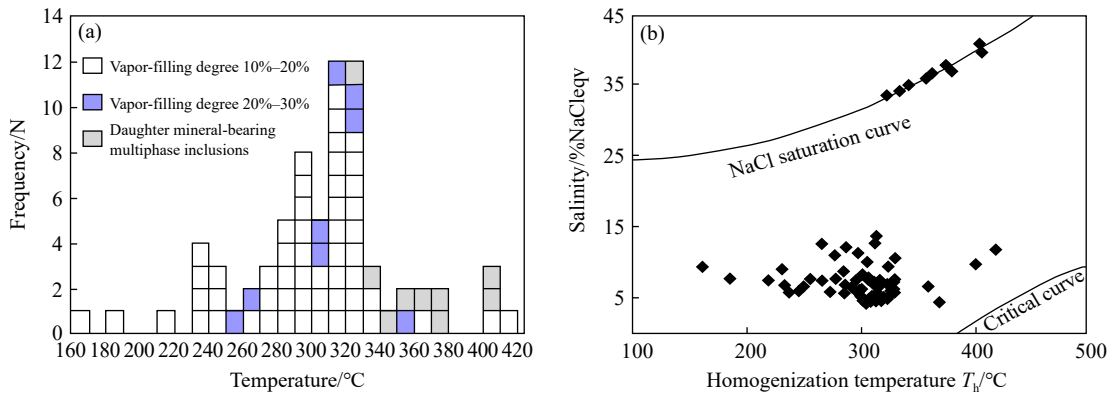 (a)
14
12
10
8
6
4
2
0
Frequency/N
Vapor-filling degree 10%–20%
Vapor-filling degree 20%–30%
Daughter mineral-bearing
multiphase inclusions
160 180 200 220 240 260 280 300 320 340 360 380 400 420
Temperature/°C
(b)
45
35
25
15
5
Salinity/%NaCleqv
NaCl saturation curve
Critical curve
100 200 300 400 500
Homogenization temperature Th/°C